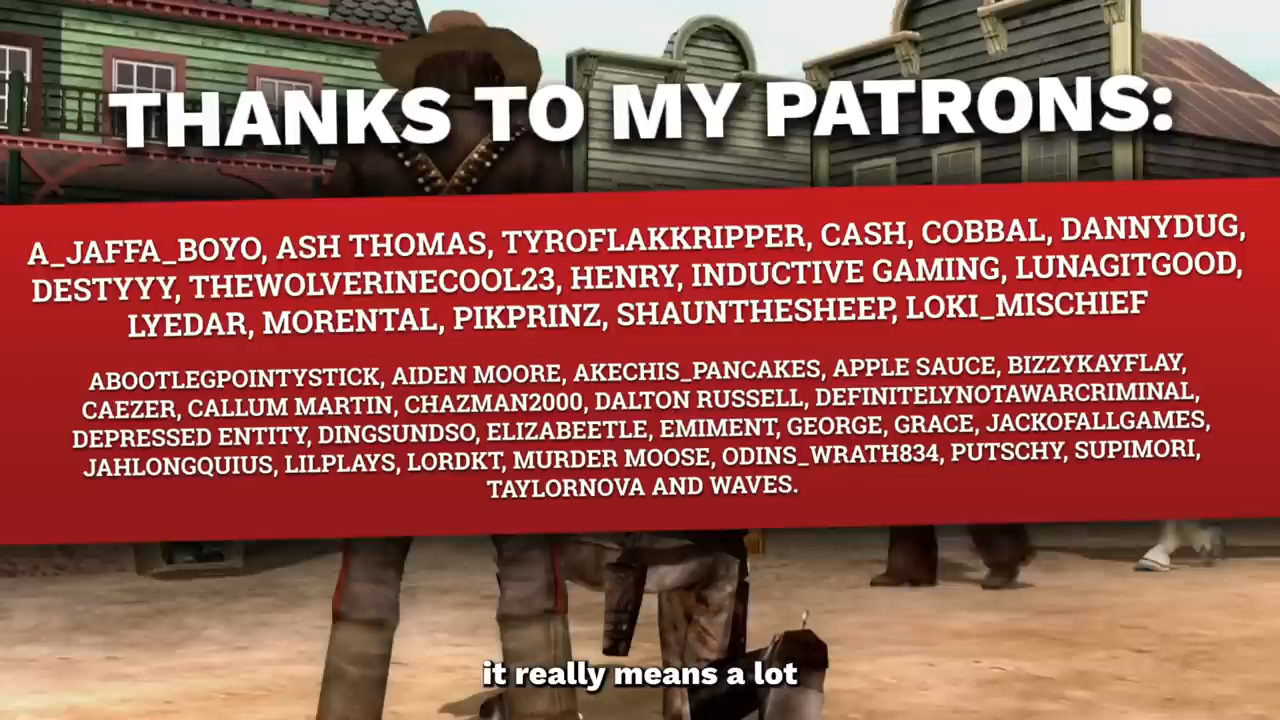 THANKS TO MY PATRONS:
A_JAFFA_BOYO, ASH THOMAS, TYROFLAKKRIPPER, CASH, COBBAL, DANNYDUG,
DESTYYY, THEWOLVERINECOOL23, HENRY, INDUCTIVE GAMING, LUNAGITGOOD,
LYEDAR, MORENTAL, PIKPRINZ, SHAUNTHESHEEP, LOKI_MISCHIEF
ABOOTLEGPOINTYSTICK, AIDEN MOORE, AKECHIS_PANCAKES, APPLE SAUCE, BIZZYKAYFLAY,
CAEZER, CALLUM MARTIN, CHAZMAN2000, DALTON RUSSELL, DEFINITELYNOTAWARCRIMINAL,
DEPRESSED ENTITY, DINGSUNDSO, ELIZABEETLE, EMIMENT, GEORGE, GRACE, JACKOFALLGAMES,
JAHLONGQUIUS, LILPLAYS, LORDKT, MURDER MOOSE, ODINS_WRATH834, PUTSCHY, SUPIMORI,
TAYLORNOVA AND WAVES.
it really means a lot